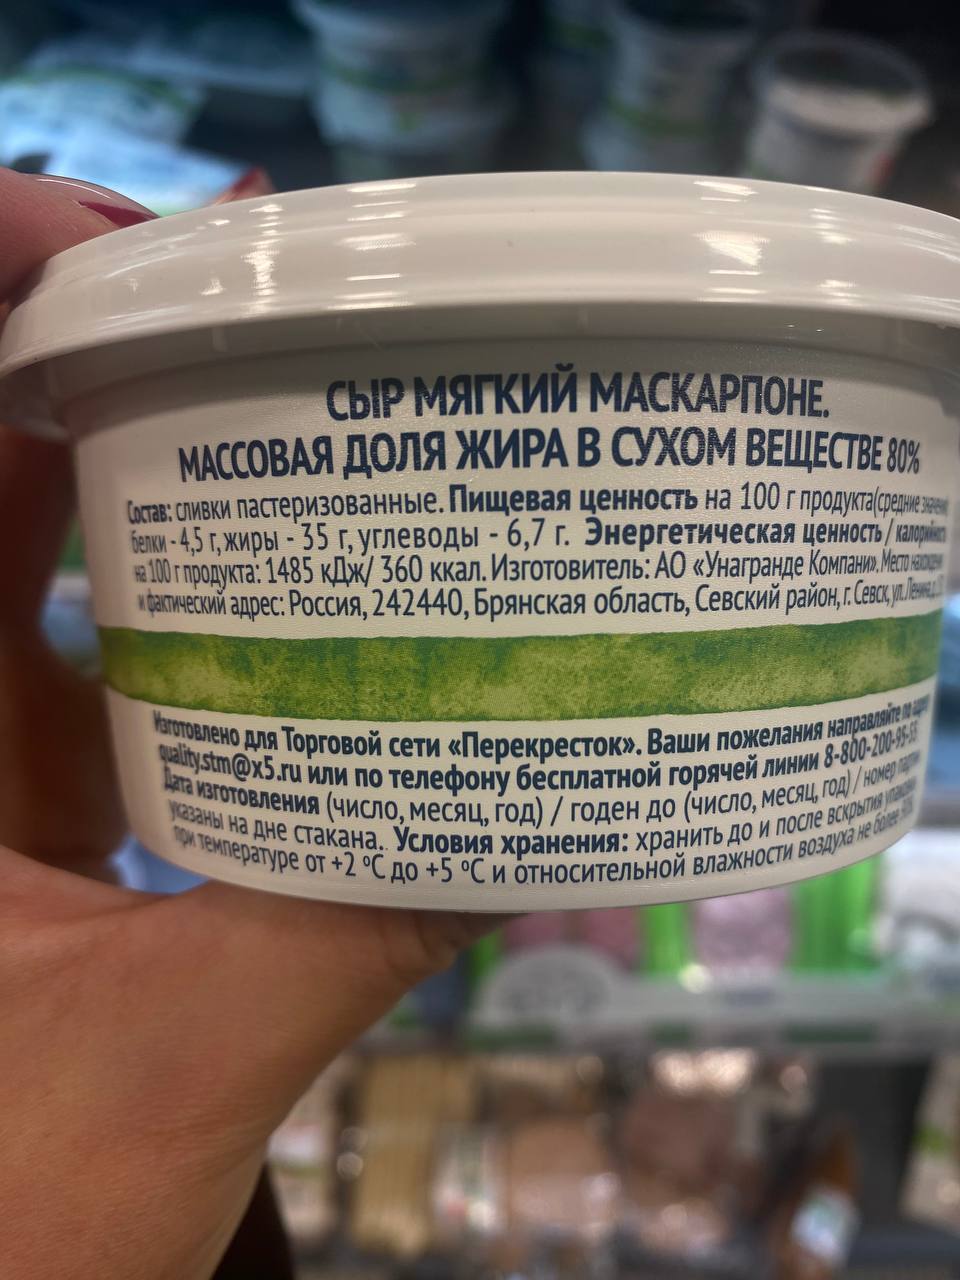 СЫР МЯГКИЙ МАСКАРПОНЕ.
МАССОВАЯ ДОЛЯ ЖИРА В СУХОМ ВЕЩЕСТВЕ 80%
Состав: сливки пастеризованные. Пищевая ценность на 100 г продукта (средние
белки - 4,5 г, жиры - 35 г, углеводы - 6,7 г. Энергетическая ценность / калорийность
на 100 г продукта: 1485 кДж/ 360 ккал. Изготовитель: АО «Унагранде Компани». Место нахождения
и фактический адрес: Россия, 242440, Брянская область, Севский район, г. Севск, ул. Ленина, д.
Изготовлено для Торговой сети «Перекресток». Ваши пожелания направляйте по
quality.stm@x5.ru или по телефону бесплатной горячей линии 8-800-200-95-55.
Дата изготовления (число, месяц, год) / годен до (число, месяц, год) / номер партии
указаны на дне стакана. Условия хранения: хранить до и после вскрытия упаковки
при температуре от +2 °С до +5 °С и относительной влажности воздуха не более